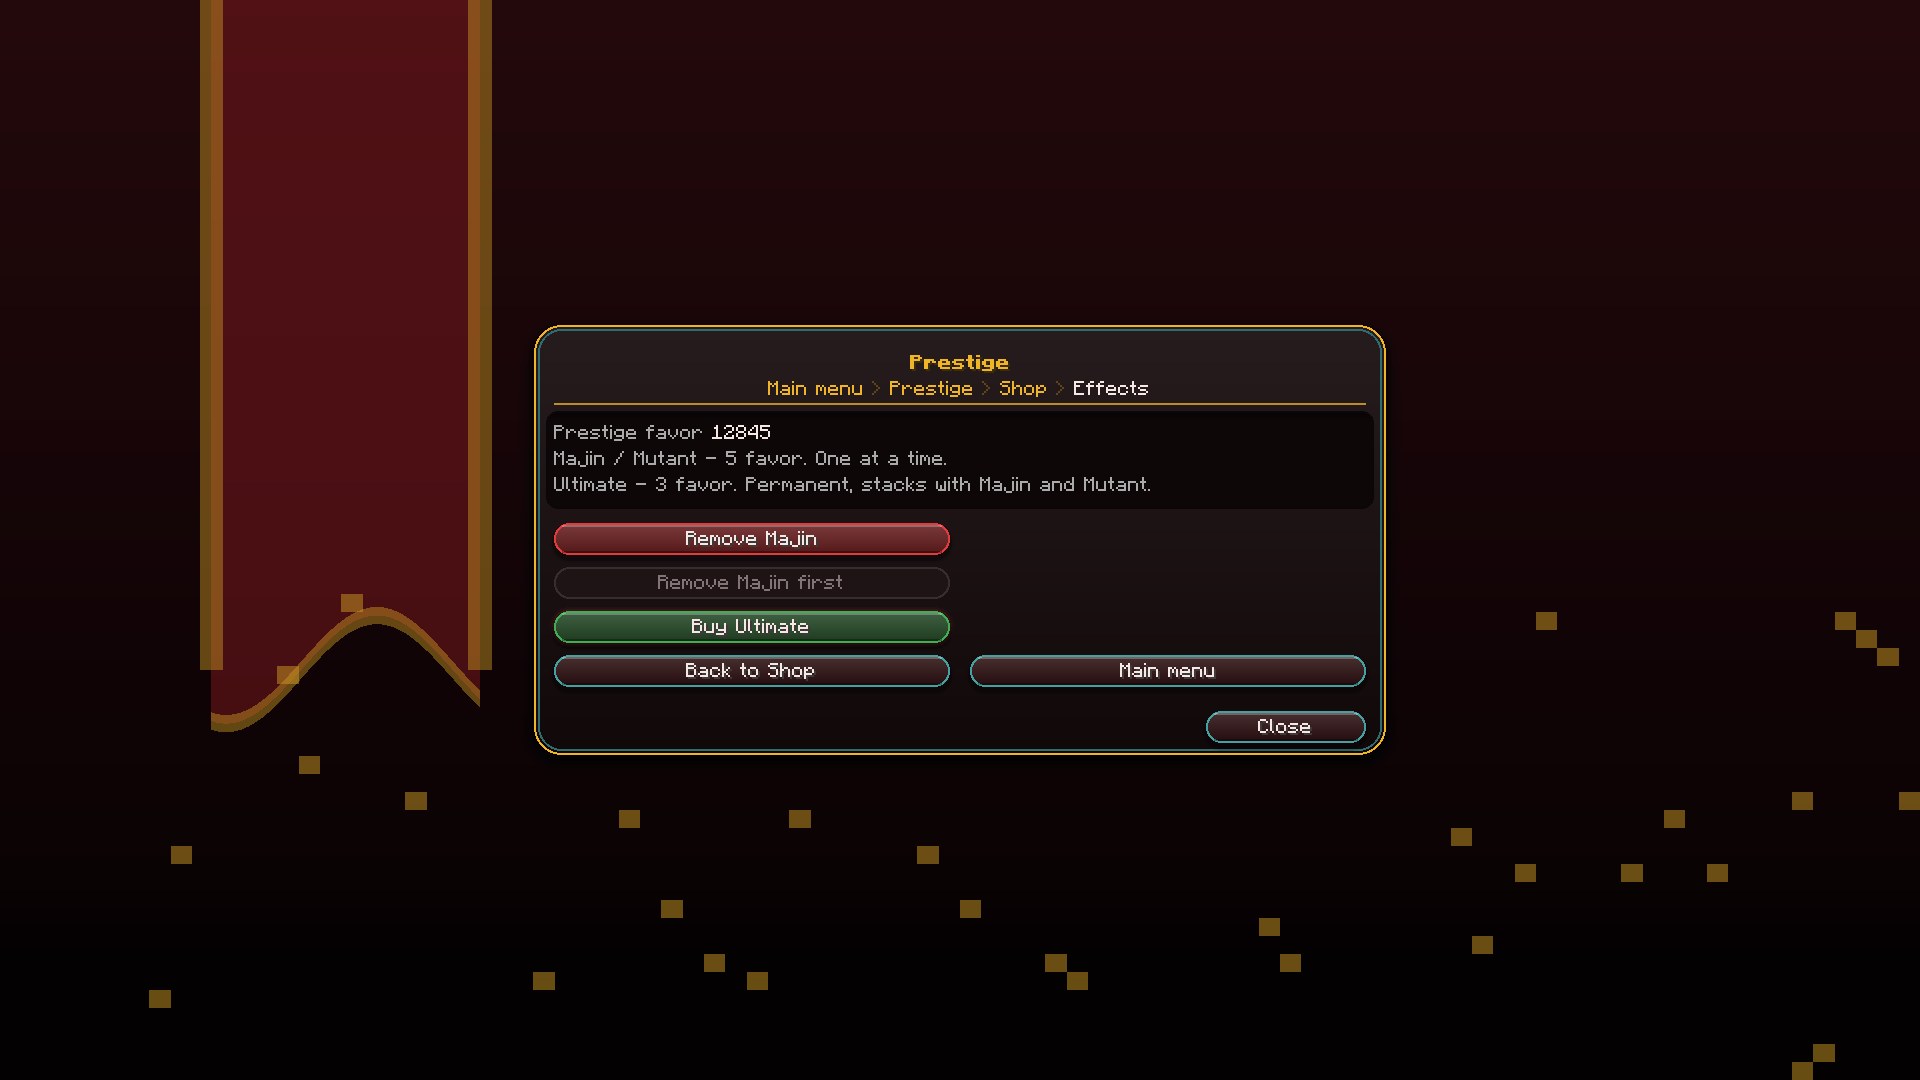 Prestige
Main menu > Prestige > Shop > Effects
Prestige favor 12845
Majin / Mutant - 5 favor. One at a time.
Ultimate - 3 favor. Permanent, stacks with Majin and Mutant.
Remove Majin
Remove Majin first
Buy Ultimate
Back to Shop
Main menu
Close